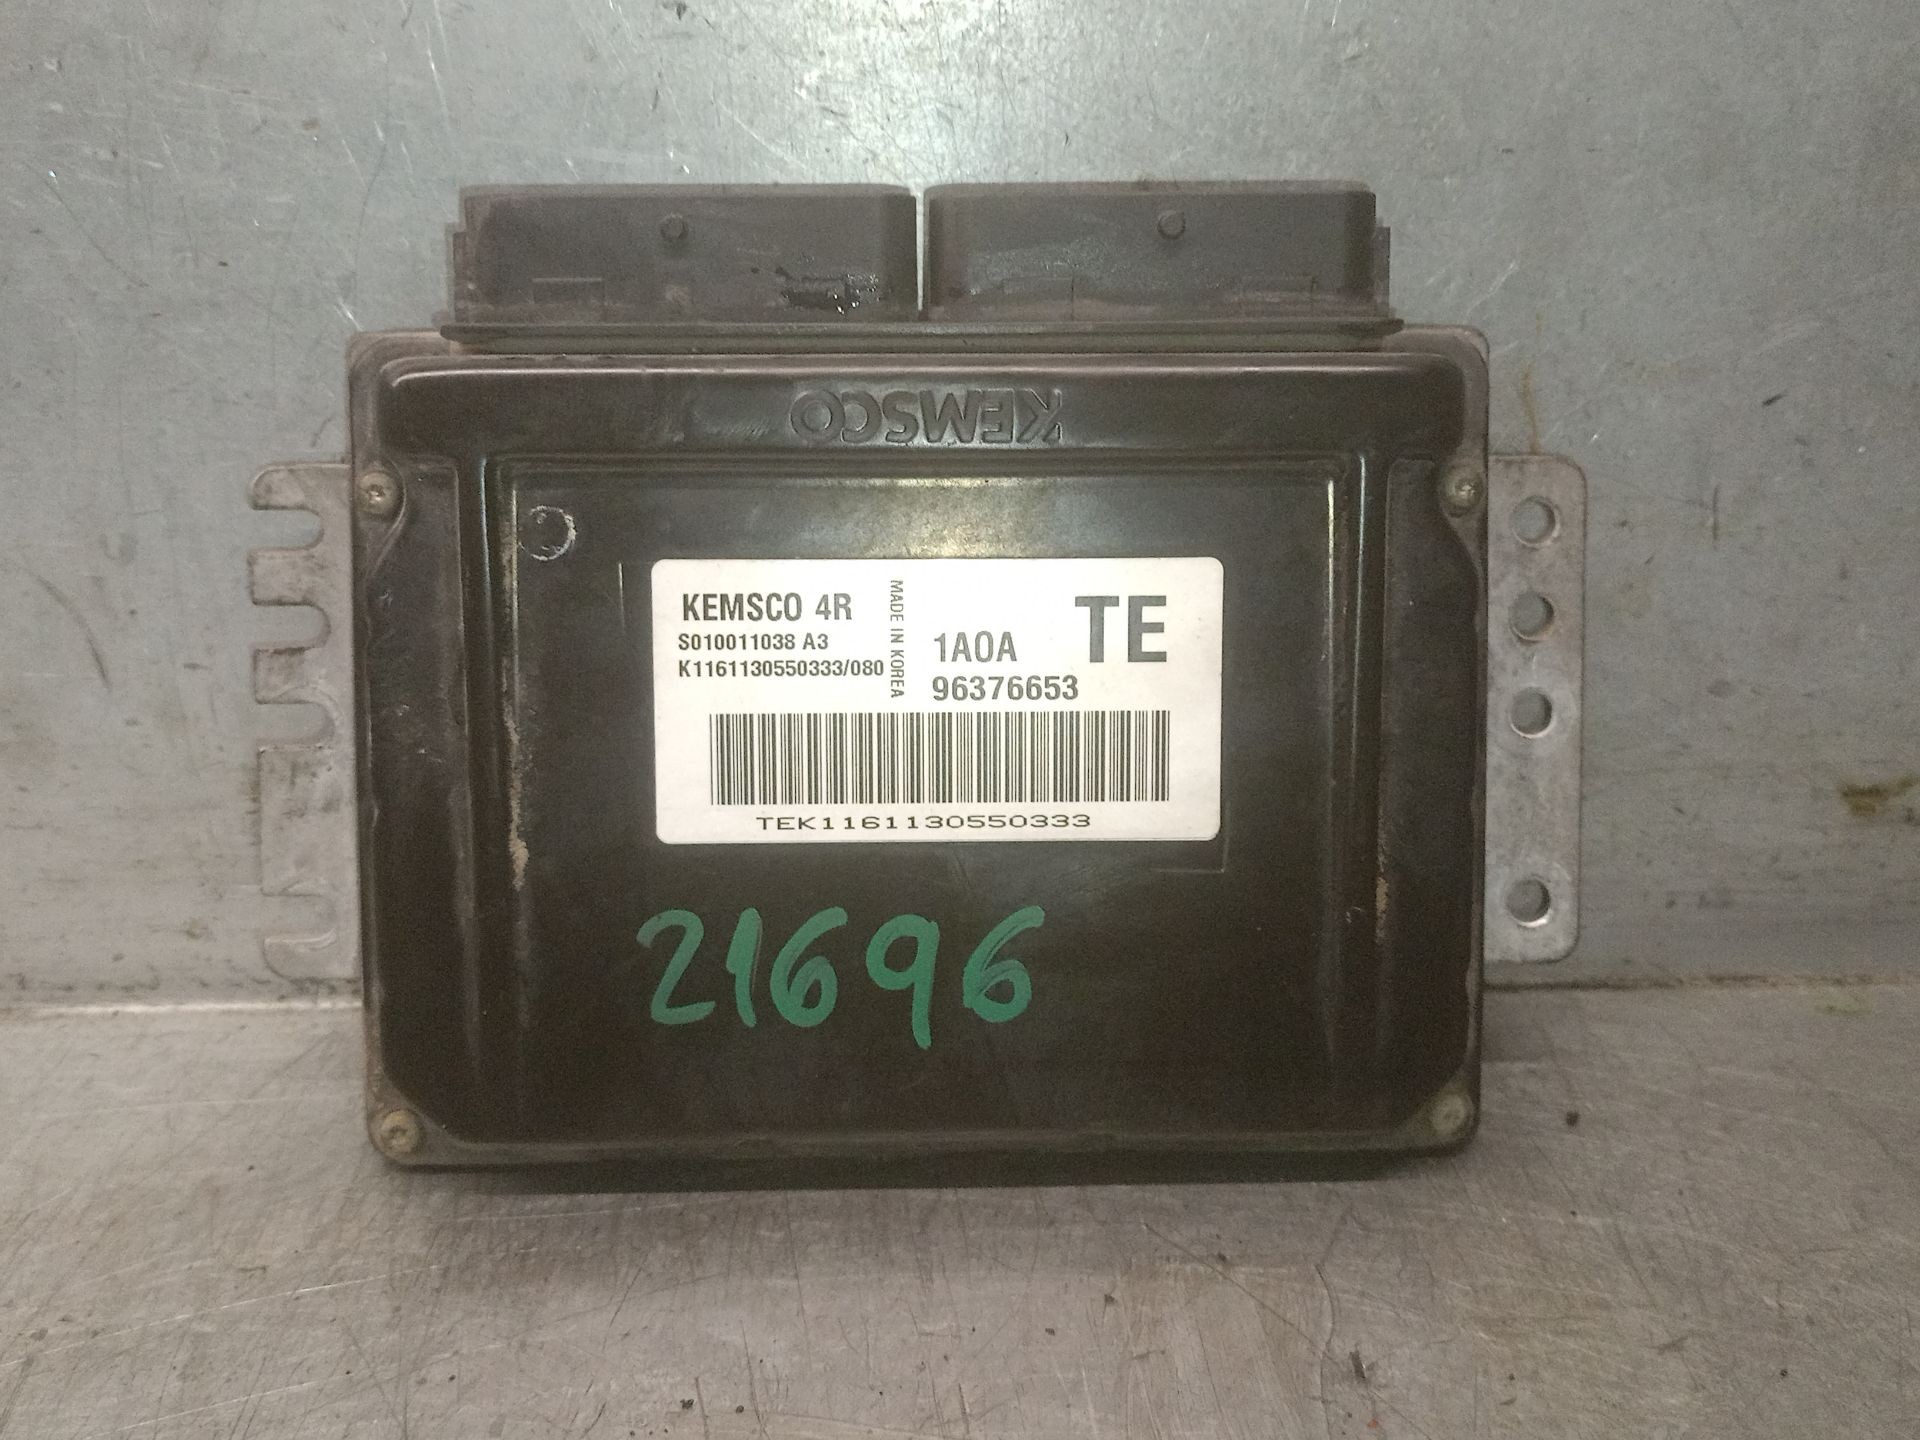 KEMSCO
KEMSCO 4R
S010011038 A3
K1161130550333/080
MADE IN KOREA
1A0A
TE
96376653
TEK1161130550333
21696